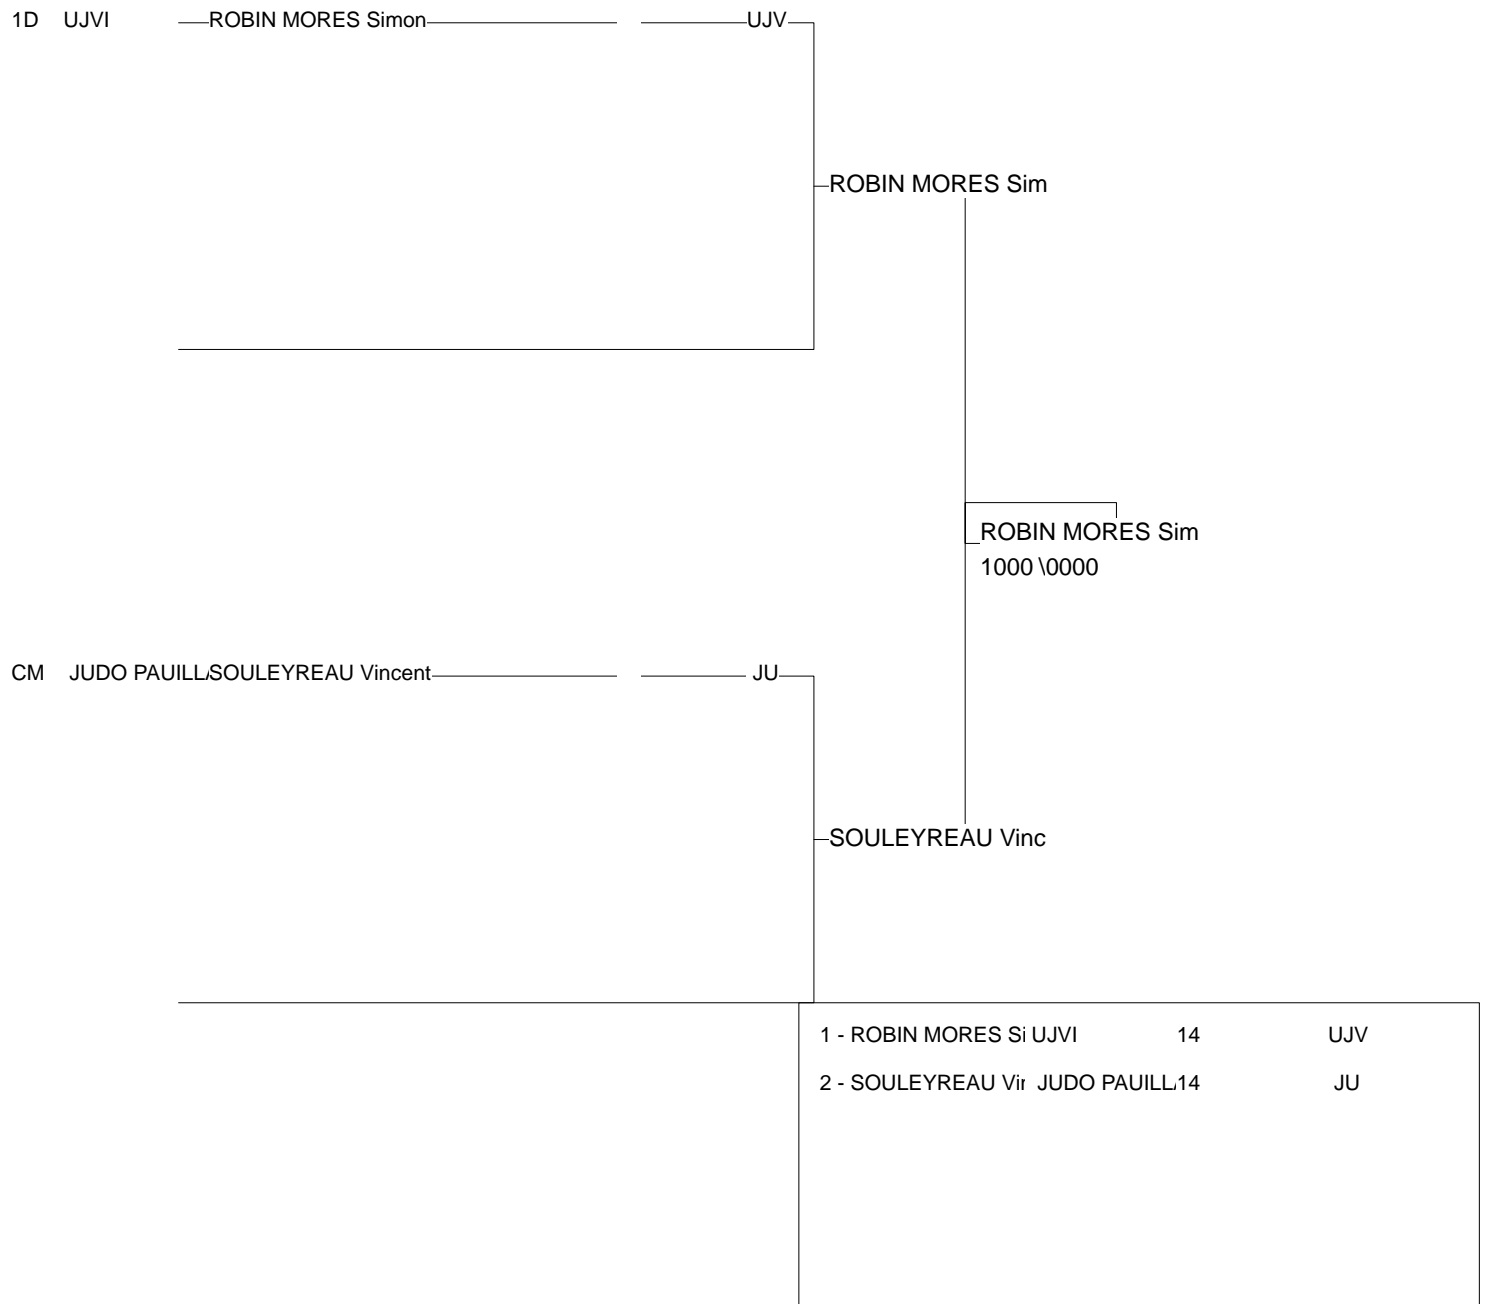 1D UJVI ROBIN MORES Simon UJV
ROBIN MORES Sim
ROBIN MORES Sim
1000 \0000
CM JUDO PAUILL SOULEYREAU Vincent JU
SOULEYREAU Vinc
1 - ROBIN MORES Si UJVI 14 UJV
2 - SOULEYREAU Vir JUDO PAUILL 14 JU